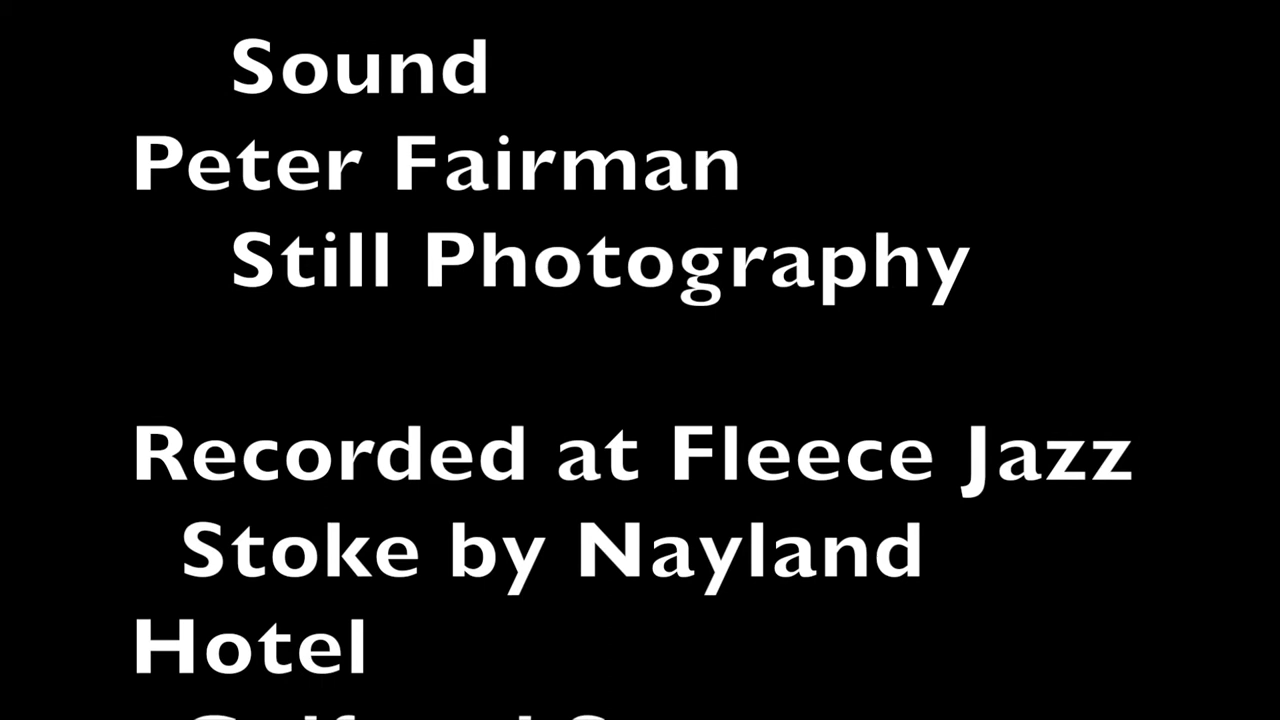 Sound
Peter Fairman
Still Photography
Recorded at Fleece Jazz
Stoke by Nayland
Hotel